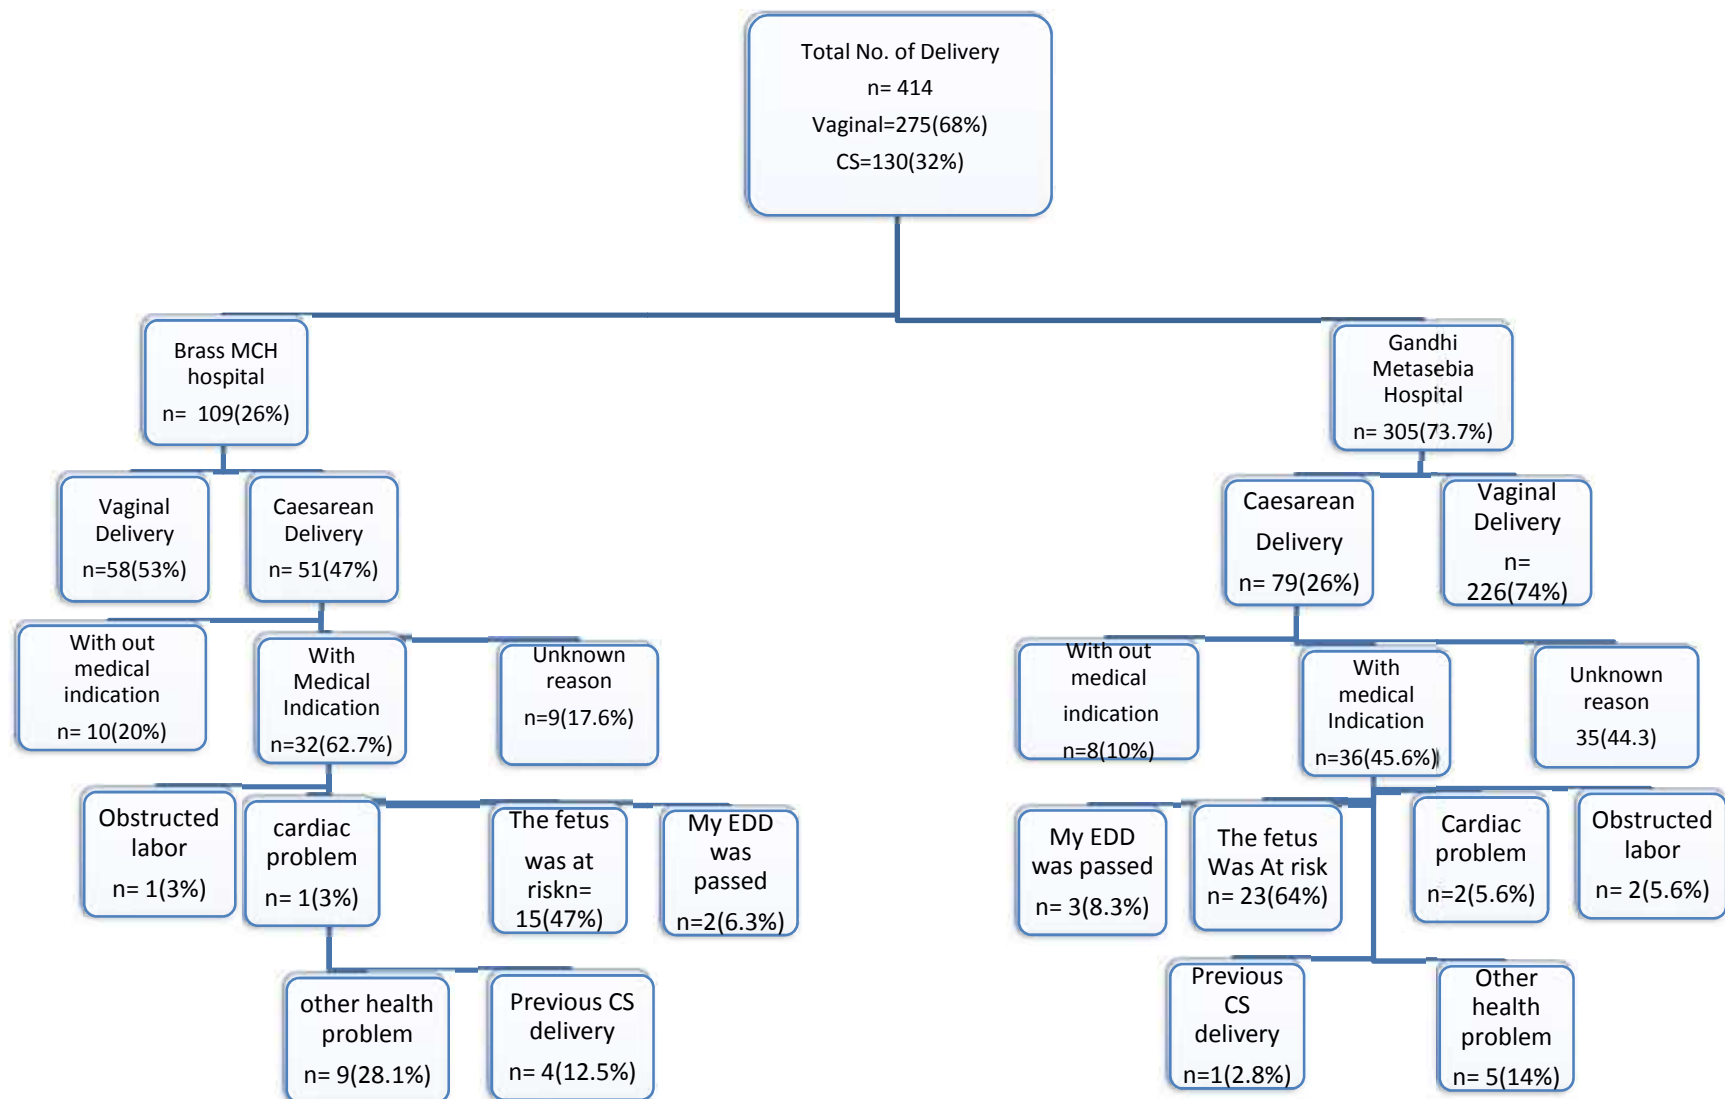 Total No. of Delivery
n= 414
Vaginal=275(68%)
CS=130(32%)
Brass MCH
hospital
n=  109(26%)
Gandhi
Metasebia
Hospital
n= 305(73.7%)
Vaginal
Delivery
n=58(53%)
Caesarean
Delivery
n= 51(47%)
Caesarean
Delivery
n= 79(26%)
Vaginal
Delivery
n=
226(74%)
With out
medical
indication
n= 10(20%)
With
Medical
Indication
n=32(62.7%)
Unknown
reason
n=9(17.6%)
With out
medical
indication
n=8(10%)
With
medical
Indication
n=36(45.6%)
Unknown
reason
35(44.3)
Obstructed
labor
n= 1(3%)
cardiac
problem
n= 1(3%)
The fetus
was at
riskn=
15(47%)
My EDD
was
passed
n=2(6.3%)
My EDD
was passed
n= 3(8.3%)
The fetus
Was At risk
n= 23(64%)
Cardiac
problem
n=2(5.6%)
Obstructed
labor
n= 2(5.6%)
other health
problem
n= 9(28.1%)
Previous CS
delivery
n= 4(12.5%)
Previous
CS
delivery
n=1(2.8%)
Other
health
problem
n= 5(14%)